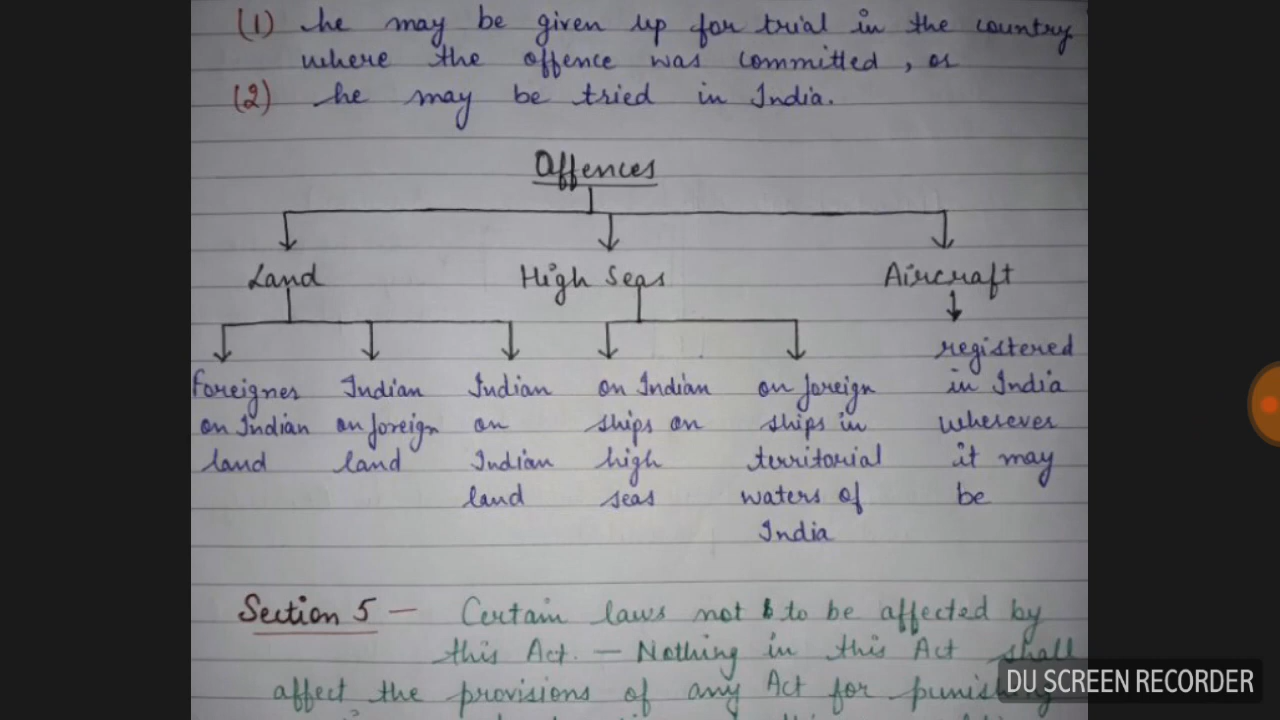 (1) he may be given up for trial in the country
where the offence was committed, or
(2) he may be tried in India.
Offences
Land High Seas Aircraft
Foreigner on Indian land
Indian on foreign land
Indian on Indian land
on Indian ships on high seas
on foreign ships in territorial waters of India
registered in India wherever it may be
Section 5 - Certain laws not to be affected by
this Act. - Nothing in this Act shall
affect the provisions of any Act for punishing
DU SCREEN RECORDER